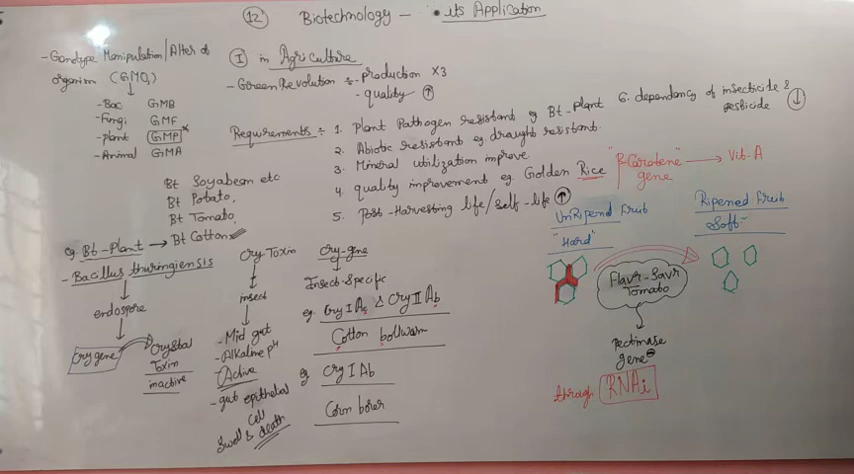 12 Biotechnology - its Application
- Genotype Manipulation/Alter of
organism (GMO)
- Bac GMB
- Fungi GMF
- plant GMP
- Animal GMA
Bt Soyabean etc
Bt Potato,
Bt Tomato,
eg. Bt-Plant → Bt Cotton
- Bacillus thuringiensis
endospore
Cry gene
Crystal
Toxin
inactive
I in Agriculture
- Green Revolution ÷ - production x3
- quality ↑
Requirements ÷ 1. Plant Pathogen resistant eg Bt-Plant
2. Abiotic resistant eg. draught resistant.
3. Mineral utilization improve.
4. quality improvement eg. Golden Rice
5. Post-Harvesting life/Self-life ↑
6. dependancy of insecticide &
pesticide ↓
"β-Carotene" → Vit-A
gene
Cry Toxin
insect
- Mid gut
- Alkaline pH
Active
- gut epithelial
cell
Swell & death
Cry-gene
Insect-Specific
eg. Cry I Ac & Cry II Ab
Cotton bollworm
eg Cry I Ab
Corn borer
UnRipend fruit
"Hard"
Ripened Fruit
Soft
Flavr-Savr
Tomato
Pectinase
gene ⊖
through RNAi